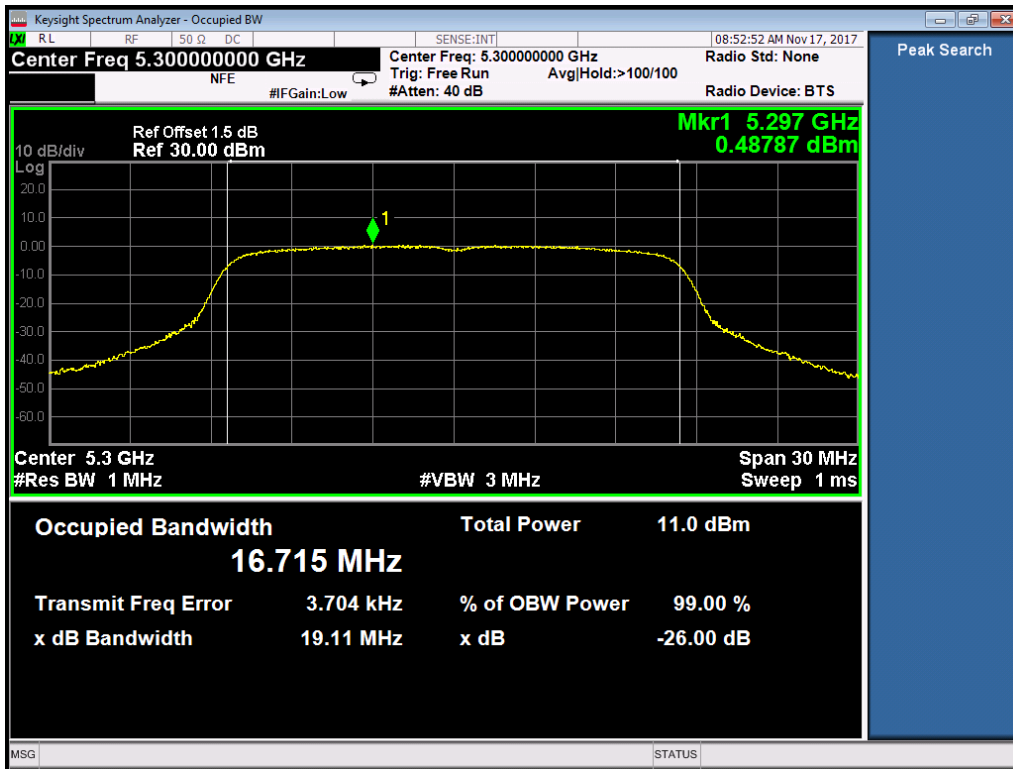 Keysight Spectrum Analyzer - Occupied BW
LXI RL RF 50 Ω DC SENSE:INT 08:52:52 AM Nov 17, 2017
Center Freq 5.300000000 GHz Center Freq: 5.300000000 GHz Radio Std: None
NFE Trig: Free Run Avg|Hold:>100/100
#IFGain:Low #Atten: 40 dB Radio Device: BTS
Peak Search
Ref Offset 1.5 dB Mkr1 5.297 GHz
10 dB/div Ref 30.00 dBm 0.48787 dBm
Log
20.0
10.0
1
0.00
-10.0
-20.0
-30.0
-40.0
-50.0
-60.0
Center 5.3 GHz Span 30 MHz
#Res BW 1 MHz #VBW 3 MHz Sweep 1 ms
Occupied Bandwidth Total Power 11.0 dBm
16.715 MHz
Transmit Freq Error 3.704 kHz % of OBW Power 99.00 %
x dB Bandwidth 19.11 MHz x dB -26.00 dB
MSG STATUS